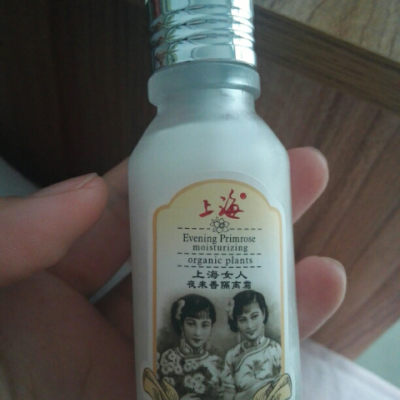 上海
Evening Primrose
moisturizing
organic plants
上海女人
夜来香隔离霜